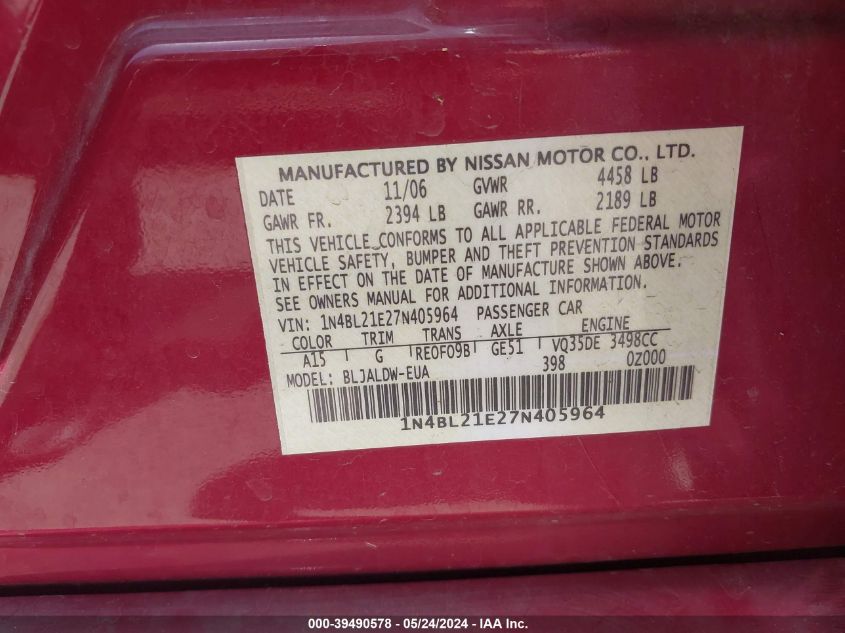 MANUFACTURED BY NISSAN MOTOR CO., LTD.
DATE 11/06 GVWR 4458 LB
GAWR FR. 2394 LB GAWR RR. 2189 LB
THIS VEHICLE CONFORMS TO ALL APPLICABLE FEDERAL MOTOR
VEHICLE SAFETY, BUMPER AND THEFT PREVENTION STANDARDS
IN EFFECT ON THE DATE OF MANUFACTURE SHOWN ABOVE.
SEE OWNERS MANUAL FOR ADDITIONAL INFORMATION.
VIN: 1N4BL21E27N405964 PASSENGER CAR
COLOR TRIM TRANS AXLE ENGINE
A15 G REOFO9B GE51 VQ35DE 3498CC
MODEL: BLJALDW-EUA 398 0Z000
1N4BL21E27N405964
000-39490578 - 05/24/2024 - IAAI Inc.